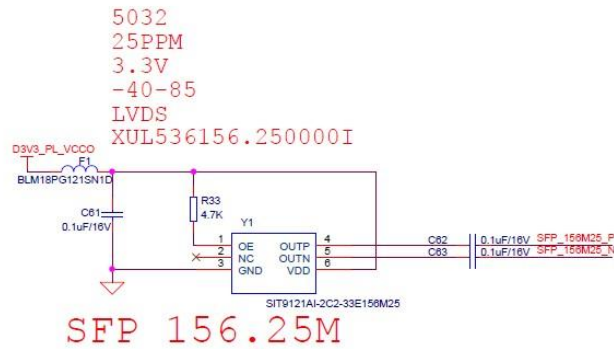 5032
25PPM
3.3V
-40-85
LVDS
XUL536156.250000I
D3V3_PL_VCCO
F1
BLM18PG121SN1D
C61
0.1uF/16V
R33
4.7K
Y1
1 OE OUTP 4
2 NC OUTN 5
3 GND VDD 6
SIT9121AI-2C2-33E156M25
C62 0.1uF/16V SFP_156M25_P
C63 0.1uF/16V SFP_156M25_N
SFP 156.25M